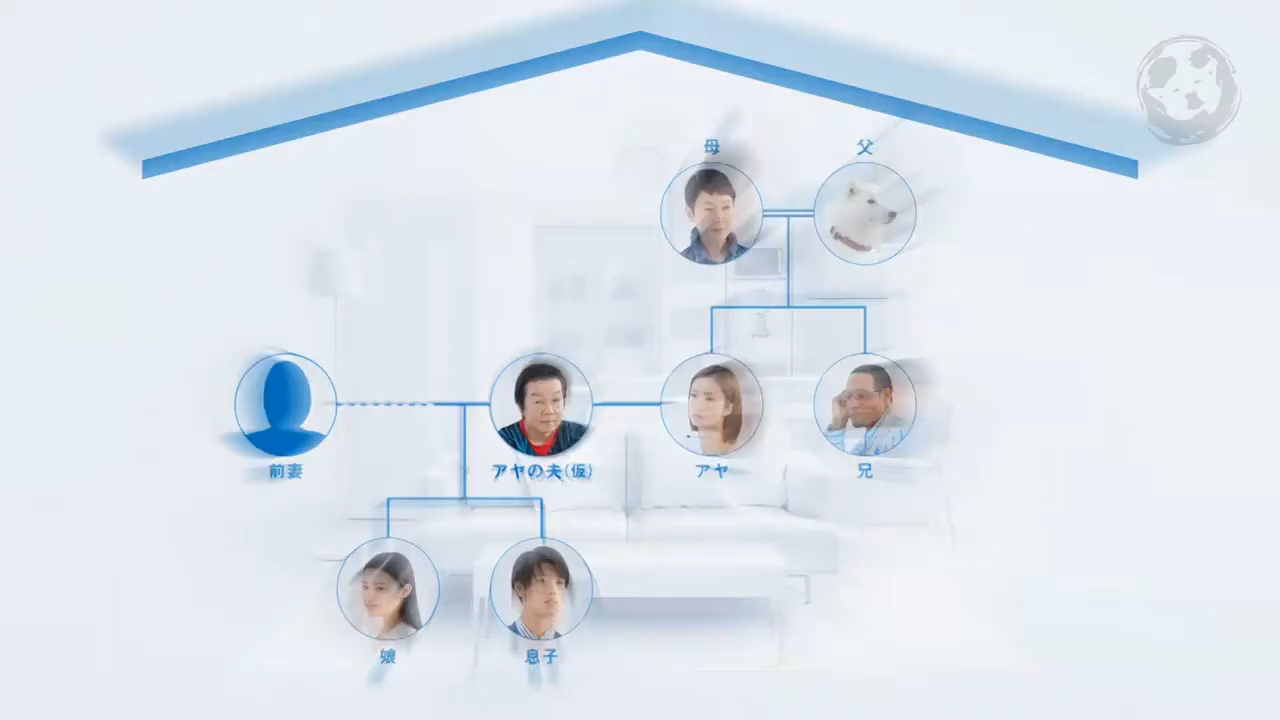 母
父
前妻
アヤの夫(仮)
アヤ
兄
娘
息子